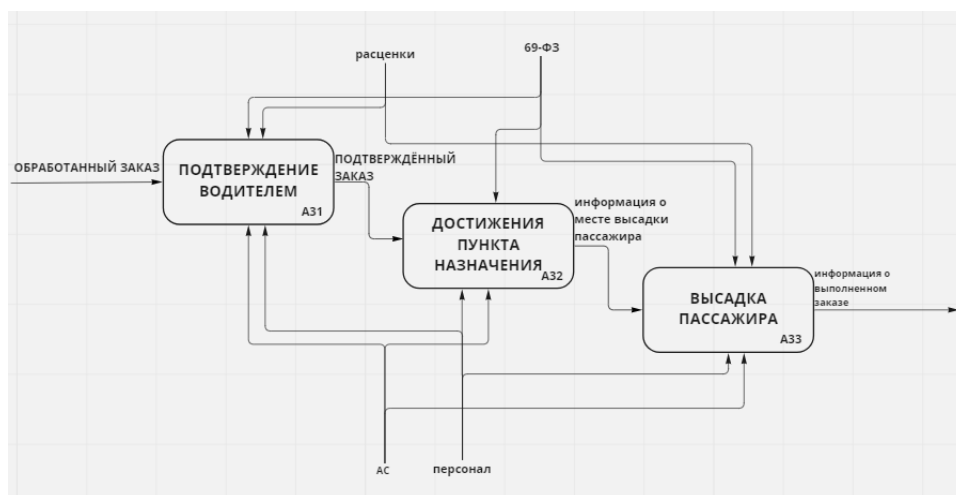 69-ФЗ
расценки
ОБРАБОТАННЫЙ ЗАКАЗ
ПОДТВЕРЖДЕНИЕ
ВОДИТЕЛЕМ
A31
ПОДТВЕРЖДЁННЫЙ
ЗАКАЗ
ДОСТИЖЕНИЯ
ПУНКТА
НАЗНАЧЕНИЯ
A32
информация о
месте высадки
пассажира
ВЫСАДКА
ПАССАЖИРА
A33
информация о
выполненном
заказе
АС
персонал